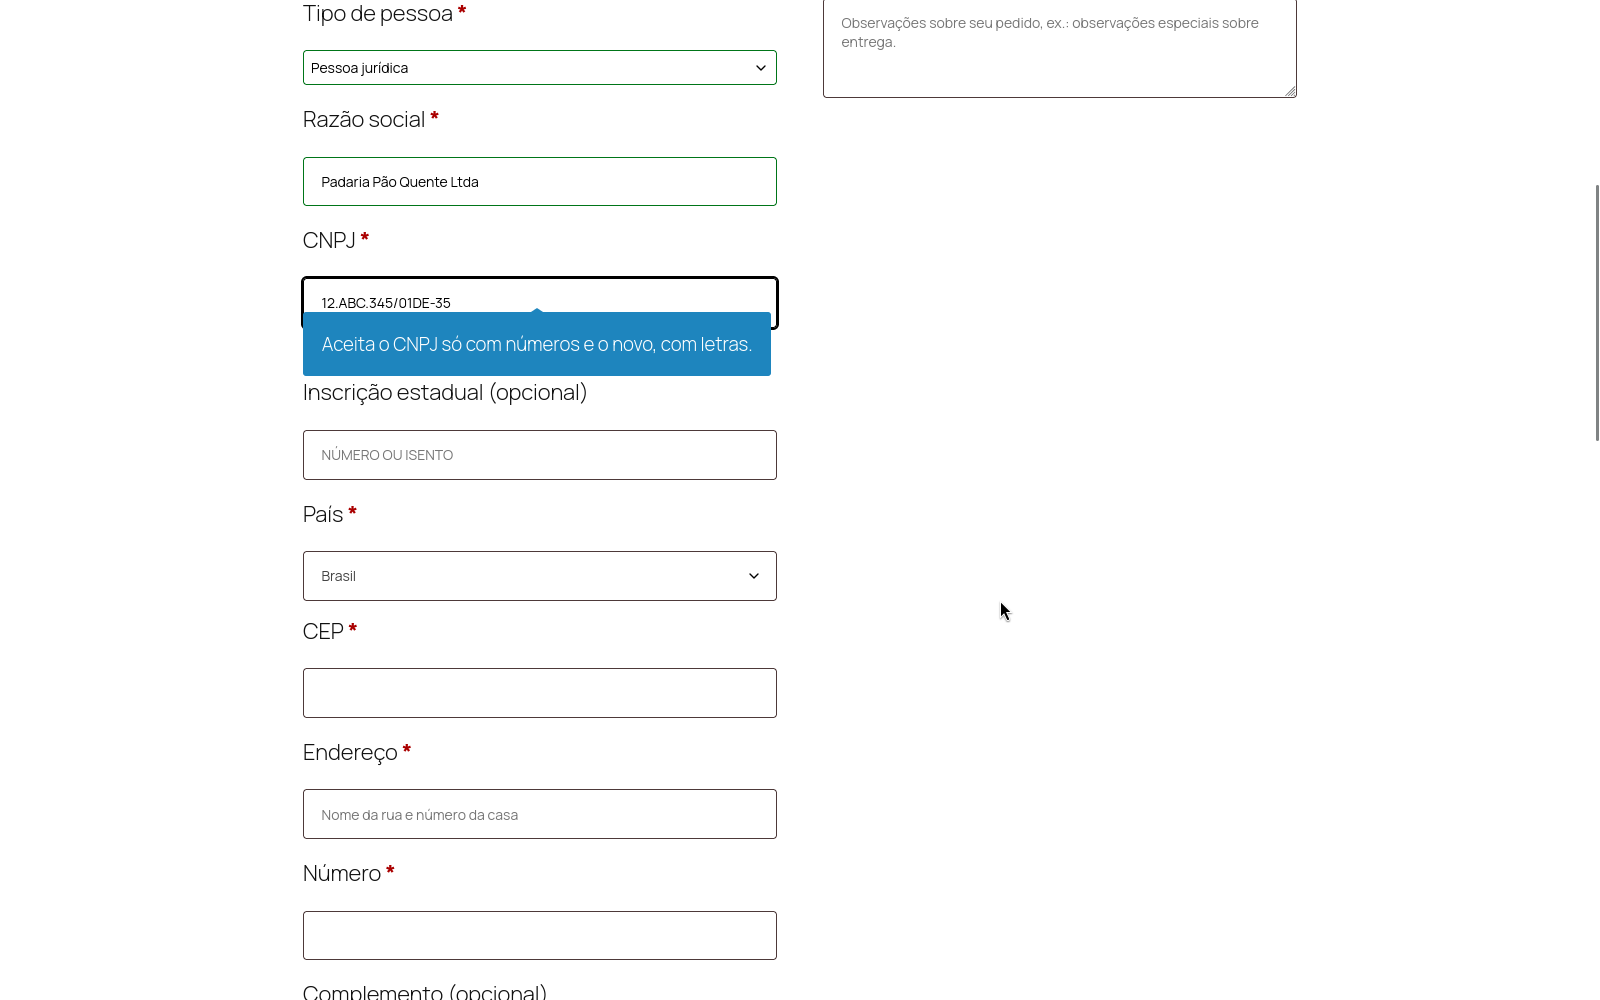 Tipo de pessoa *
Pessoa jurídica
Razão social *
Padaria Pão Quente Ltda
CNPJ *
12.ABC.345/01DE-35
Aceita o CNPJ só com números e o novo, com letras.
Inscrição estadual (opcional)
NÚMERO OU ISENTO
País *
Brasil
CEP *
Endereço *
Nome da rua e número da casa
Número *
Complemento (opcional)
Observações sobre seu pedido, ex.: observações especiais sobre
entrega.